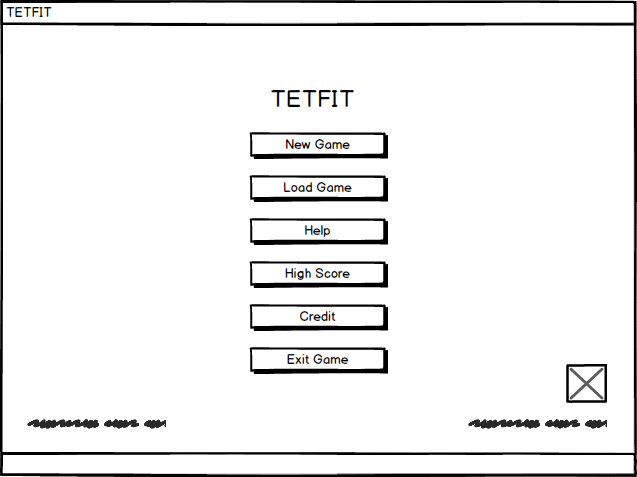 TETFIT
TETFIT
New Game
Load Game
Help
High Score
Credit
Exit Game